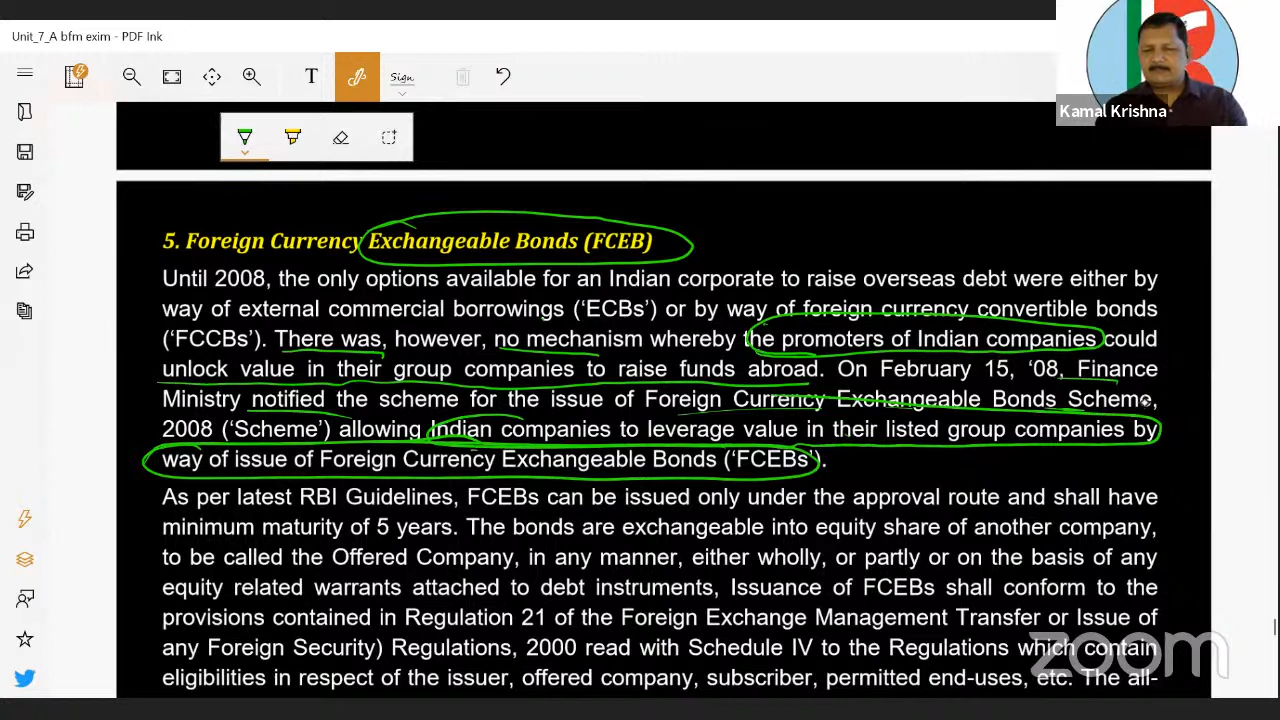 Unit_7_A bfm exim - PDF Ink
T
Sign
Kamal Krishna
5. Foreign Currency Exchangeable Bonds (FCEB)
Until 2008, the only options available for an Indian corporate to raise overseas debt were either by
way of external commercial borrowings (‘ECBs’) or by way of foreign currency convertible bonds
(‘FCCBs’). There was, however, no mechanism whereby the promoters of Indian companies could
unlock value in their group companies to raise funds abroad. On February 15, ‘08, Finance
Ministry notified the scheme for the issue of Foreign Currency Exchangeable Bonds Scheme,
2008 (‘Scheme’) allowing Indian companies to leverage value in their listed group companies by
way of issue of Foreign Currency Exchangeable Bonds (‘FCEBs’).
As per latest RBI Guidelines, FCEBs can be issued only under the approval route and shall have
minimum maturity of 5 years. The bonds are exchangeable into equity share of another company,
to be called the Offered Company, in any manner, either wholly, or partly or on the basis of any
equity related warrants attached to debt instruments, Issuance of FCEBs shall conform to the
provisions contained in Regulation 21 of the Foreign Exchange Management Transfer or Issue of
any Foreign Security) Regulations, 2000 read with Schedule IV to the Regulations which contain
eligibilities in respect of the issuer, offered company, subscriber, permitted end-uses, etc. The all-
zoom